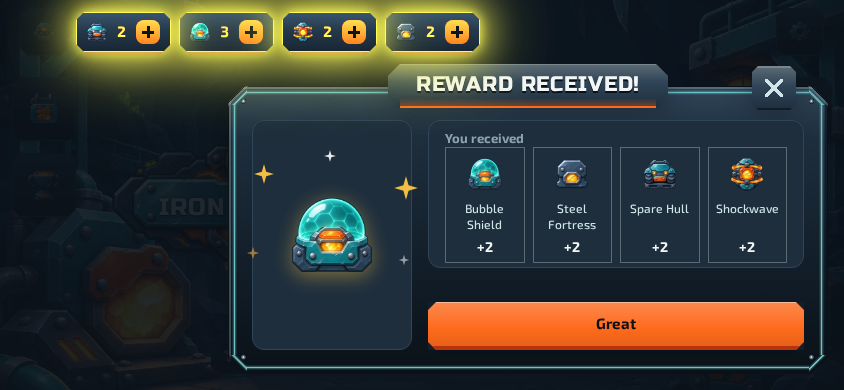 2 3 2 2
REWARD RECEIVED!
You received
Bubble Shield
+2
Steel Fortress
+2
Spare Hull
+2
Shockwave
+2
IRON
Great